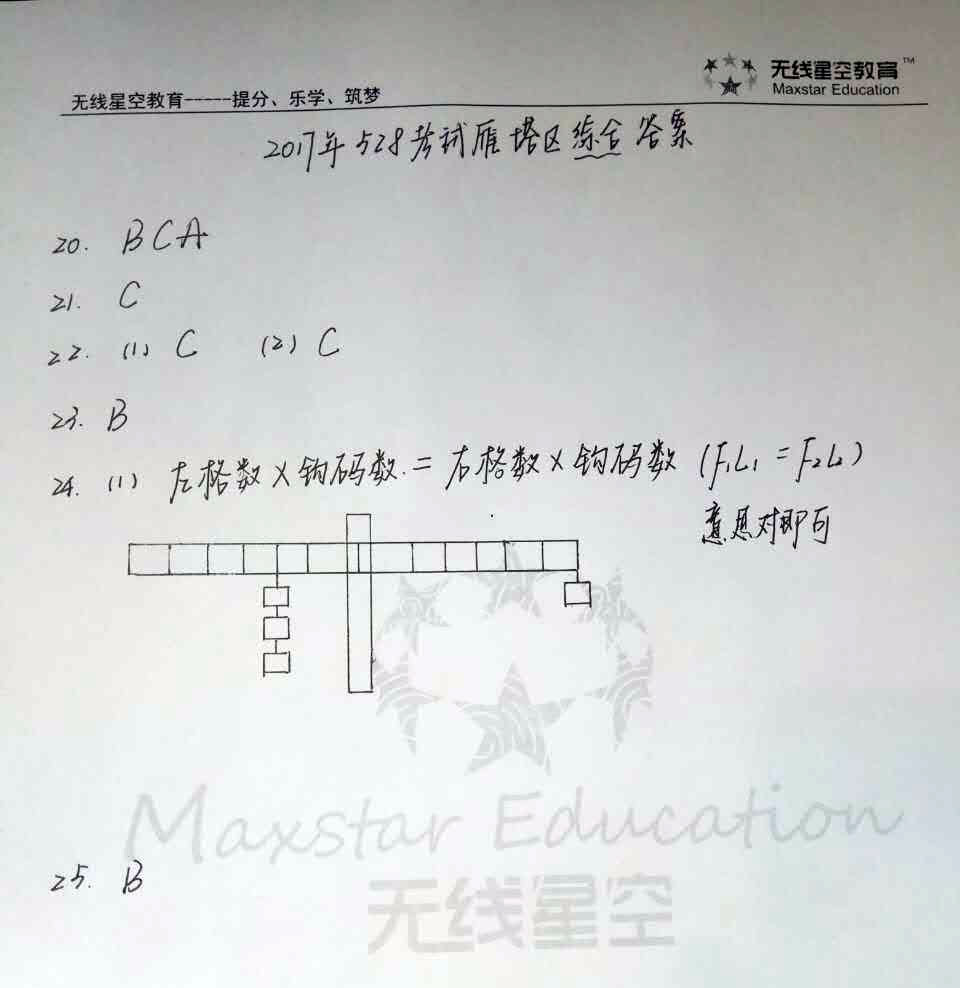 无线星空教育-----提分、乐学、筑梦
无线星空教育™
Maxstar Education
2017年528考试雁塔区综合答案
20. BCA
21. C
22. (1) C (2) C
23. B
24. (1) 左格数×钩码数=右格数×钩码数 (F₁L₁=F₂L₂)
意思对即可
Maxstar Education
25. B
无线星空